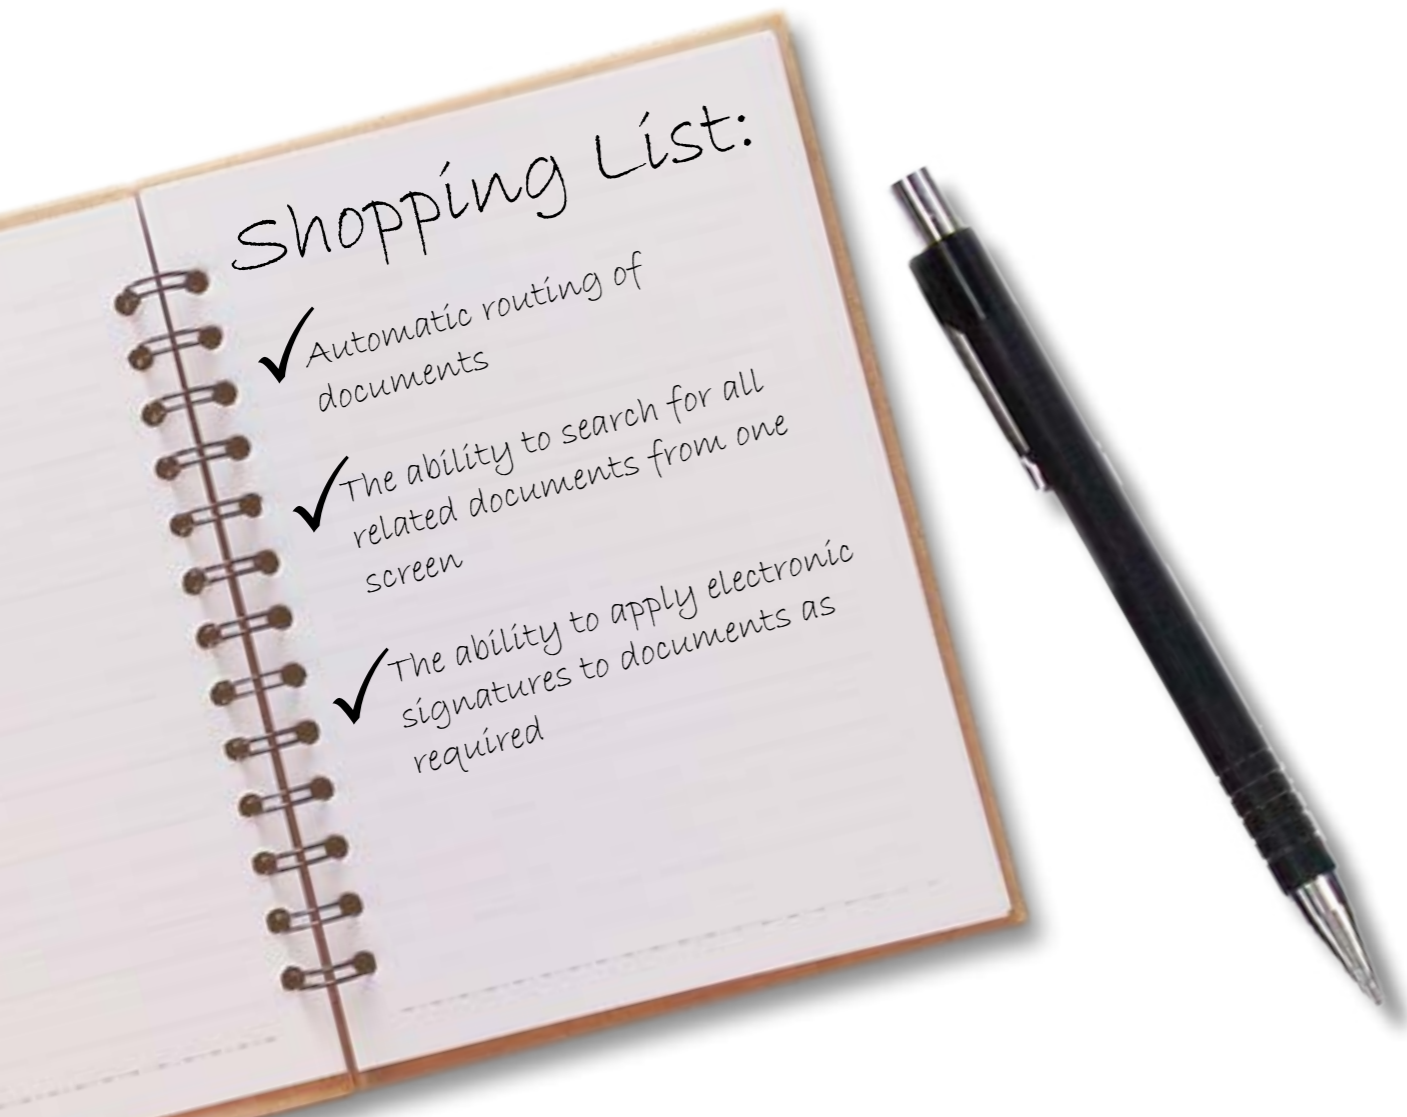 Shopping List:
✓Automatic routing of
documents
✓The ability to search for all
related documents from one
screen
✓The ability to apply electronic
signatures to documents as
required